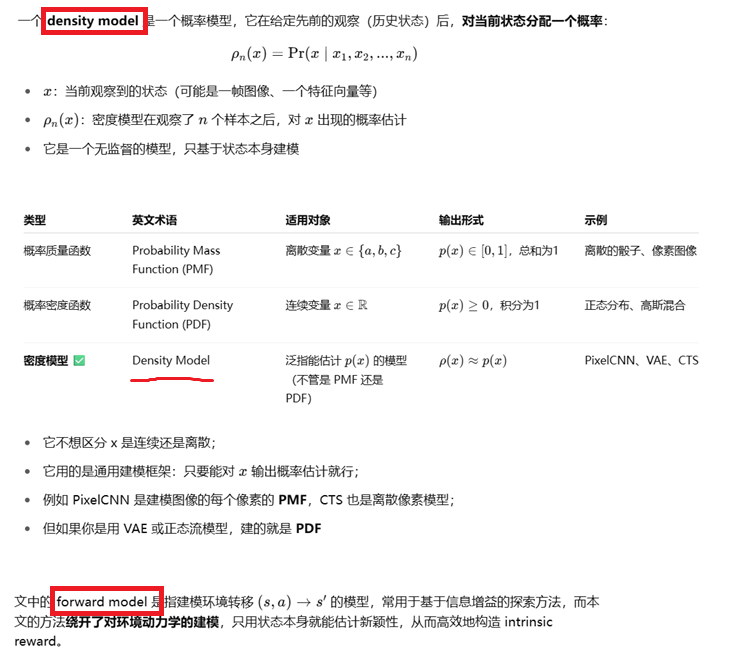 一个 density model 是一个概率模型，它在给定先前的观察（历史状态）后，对当前状态分配一个概率：
ρₙ(x) = Pr(x | x₁, x₂, ..., xₙ)
• x：当前观察到的状态（可能是一帧图像、一个特征向量等）
• ρₙ(x)：密度模型在观察了 n 个样本之后，对 x 出现的概率估计
• 它是一个无监督的模型，只基于状态本身建模
类型 英文术语 适用对象 输出形式 示例
概率质量函数 Probability Mass 离散变量 x ∈ {a, b, c} p(x) ∈ [0, 1]，总和为1 离散的骰子、像素图像
Function (PMF)
概率密度函数 Probability Density 连续变量 x ∈ ℝ p(x) ≥ 0，积分为1 正态分布、高斯混合
Function (PDF)
密度模型 ✅ Density Model 泛指能估计 p(x) 的模型 ρ(x) ≈ p(x) PixelCNN、VAE、CTS
（不管是 PMF 还是
PDF）
• 它不想区分 x 是连续还是离散；
• 它用的是通用建模框架：只要能对 x 输出概率估计就行；
• 例如 PixelCNN 是建模图像的每个像素的 PMF，CTS 也是离散像素模型；
• 但如果你是用 VAE 或正态流模型，建的就是 PDF
文中的 forward model 是指建模环境转移 (s, a) → s′ 的模型，常用于基于信息增益的探索方法，而本
文的方法绕开了对环境动力学的建模，只用状态本身就能估计新颖性，从而高效地构造 intrinsic
reward。